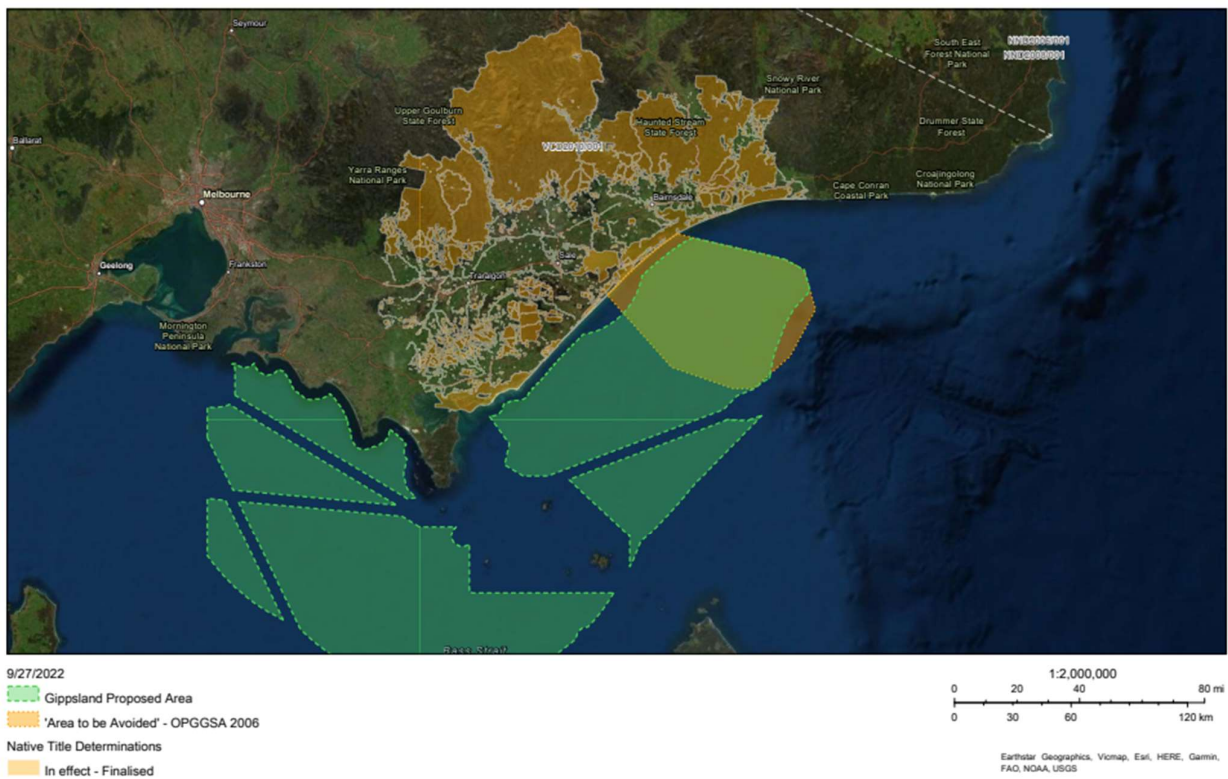 Seymour
South East
Forest National
Park
NND2006/001
Snowy River
National Park
Upper Goulburn
State Forest
Haunted Stream
State Forest
Drummer State
Forest
Ballarat
VCD2010/001
Yarra Ranges
National Park
Croajingolong
National Park
Cape Conran
Coastal Park
Melbourne
Bairnsdale
Sale
Geelong
Frankston
Traralgon
Mornington
Peninsula
National Park
Bass Strait
9/27/2022
Gippsland Proposed Area
'Area to be Avoided' - OPGGSA 2006
Native Title Determinations
In effect - Finalised
1:2,000,000
0 20 40 80 mi
0 30 60 120 km
Earthstar Geographics, Vicmap, Esri, HERE, Garmin,
FAO, NOAA, USGS